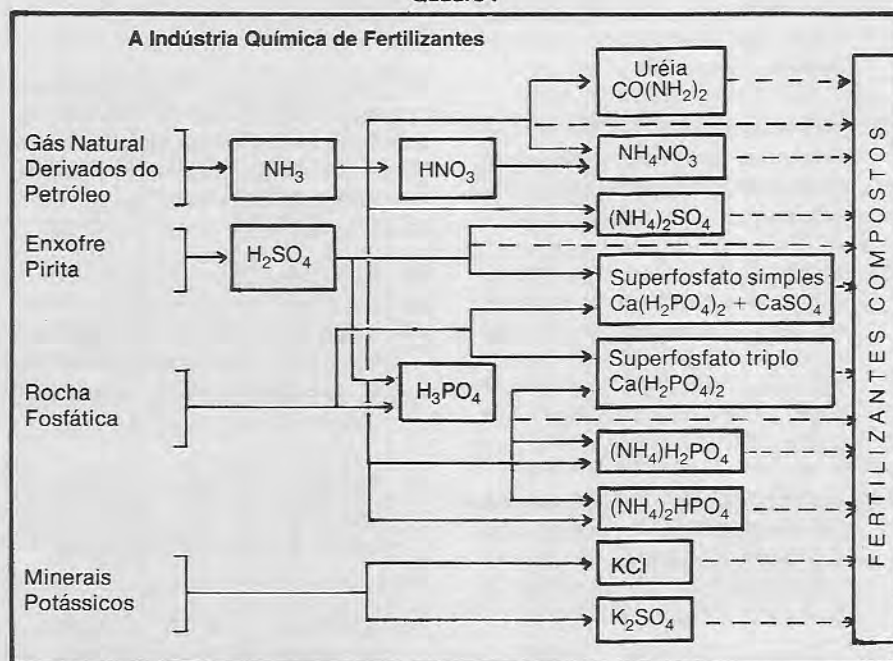 A Indústria Química de Fertilizantes
Gás Natural
Derivados do
Petróleo
NH₃
HNO₃
Uréia
CO(NH₂)₂
NH₄NO₃
(NH₄)₂SO₄
Enxofre
Pirita
H₂SO₄
Superfosfato simples
Ca(H₂PO₄)₂ + CaSO₄
Superfosfato triplo
Ca(H₂PO₄)₂
Rocha
Fosfática
H₃PO₄
(NH₄)H₂PO₄
(NH₄)₂HPO₄
Minerais
Potássicos
KCl
K₂SO₄
FERTILIZANTES COMPOSTOS